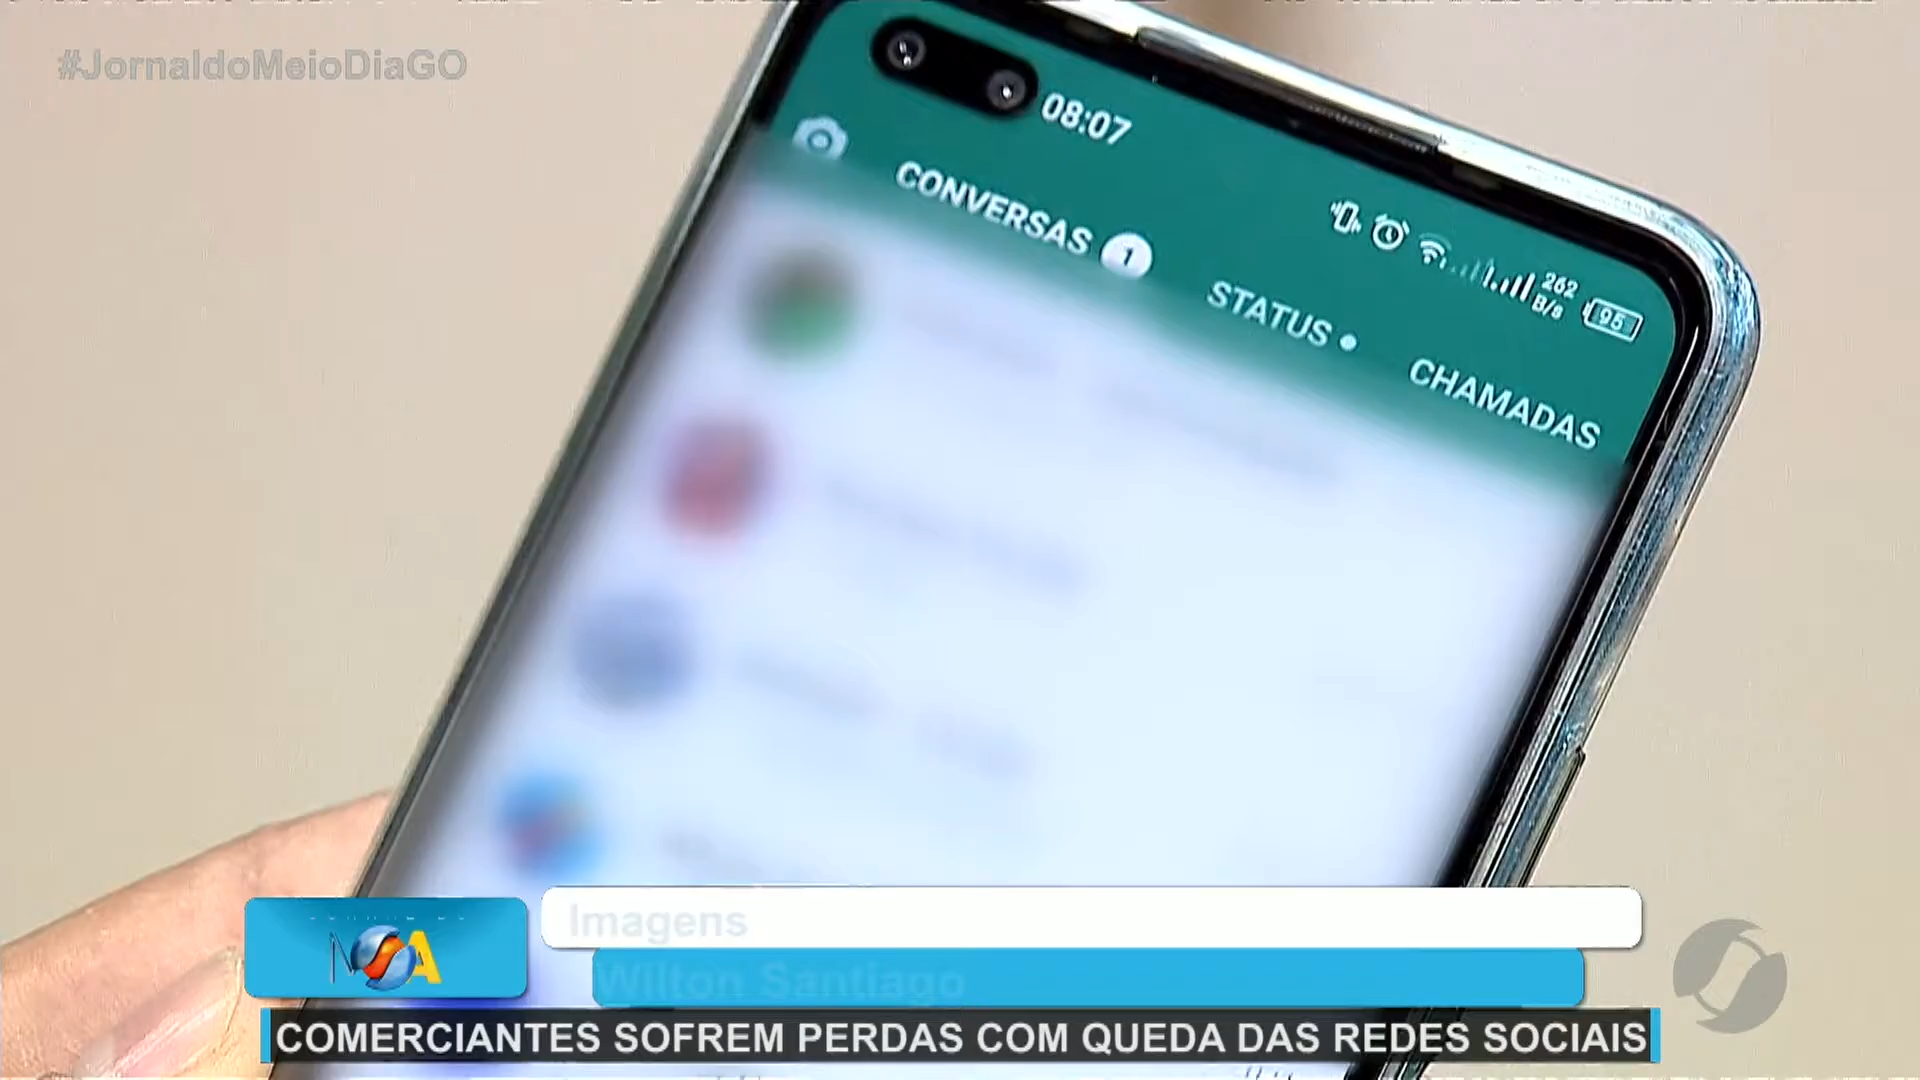 #JornaldoMeioDiaGO
08:07
CONVERSAS 1
STATUS
CHAMADAS
262
B/s
95
Imagens
Wilton Santiago
COMERCIANTES SOFREM PERDAS COM QUEDA DAS REDES SOCIAIS